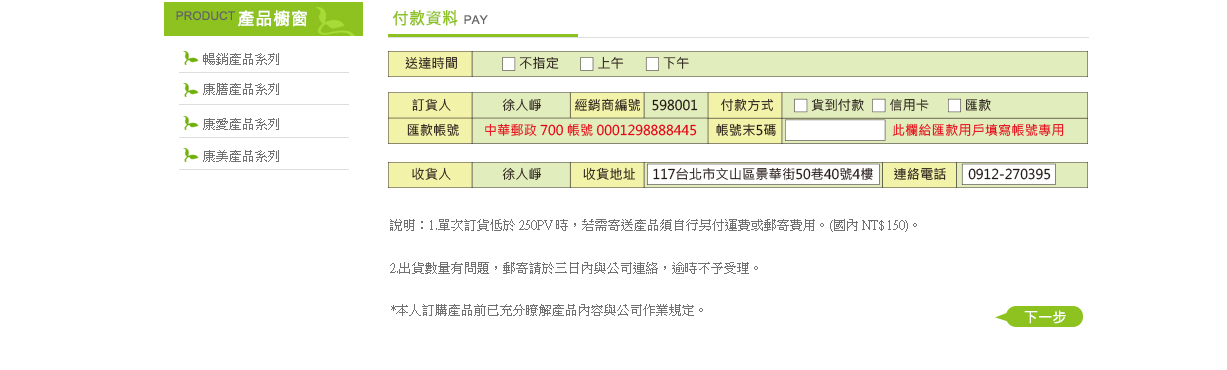 PRODUCT 產品櫥窗
暢銷產品系列
康膳產品系列
康愛產品系列
康美產品系列
付款資料 PAY
送達時間 不指定 上午 下午
訂貨人 徐人崢 經銷商編號 598001 付款方式 貨到付款 信用卡 匯款
匯款帳號 中華郵政 700 帳號 0001298888445 帳號末5碼 此欄給匯款用戶填寫帳號專用
收貨人 徐人崢 收貨地址 117台北市文山區景華街50巷40號4樓 連絡電話 0912-270395
說明：1.單次訂貨低於 250PV 時，若需寄送產品須自行另付運費或郵寄費用。(國內 NT$ 150)。
2.出貨數量有問題，郵寄請於三日內與公司連絡，逾時不予受理。
*本人訂購產品前已充分瞭解產品內容與公司作業規定。
下一步